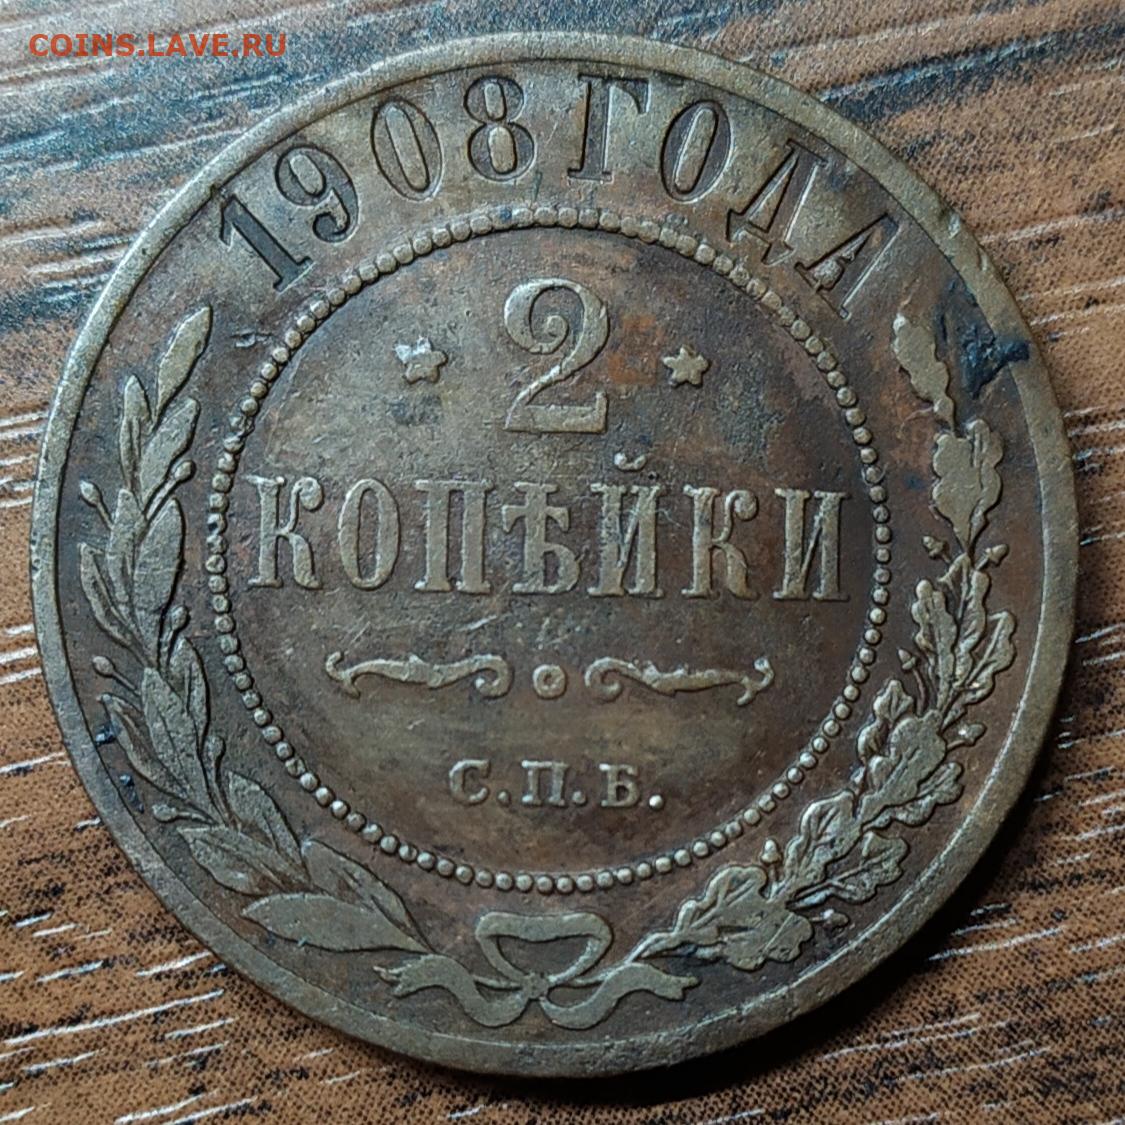 COINS.LAVE.RU
1908 ГОДА
2
КОПѢЙКИ
С.П.Б.